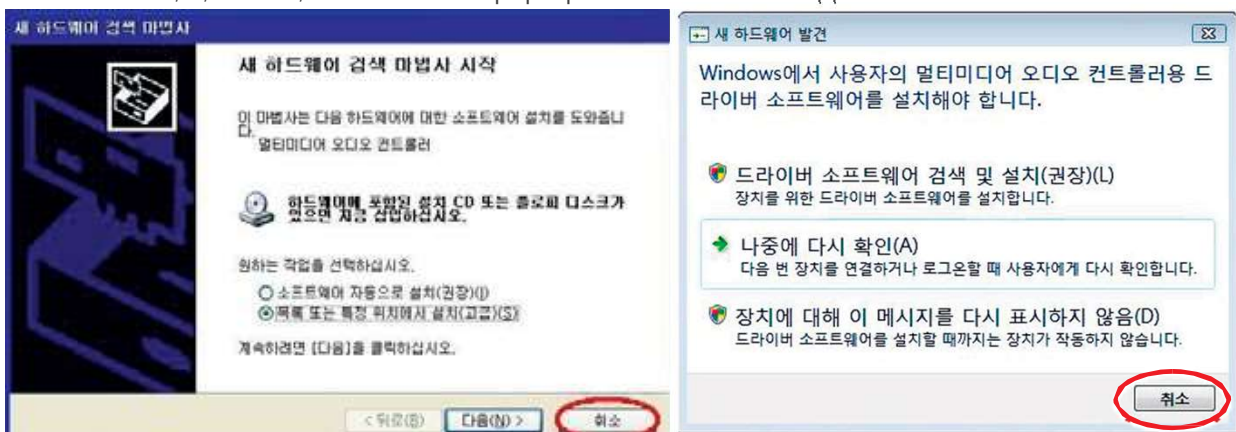 새 하드웨어 검색 마법사
새 하드웨어 검색 마법사 시작
이 마법사는 다음 하드웨어에 대한 소프트웨어 설치를 도와줍니
다.
멀티미디어 오디오 컨트롤러
하드웨어에 포함된 설치 CD 또는 플로피 디스크가
있으면 지금 삽입하십시오.
원하는 작업을 선택하십시오.
소프트웨어 자동으로 설치(권장)(I)
목록 또는 특정 위치에서 설치(고급)(S)
계속하려면 [다음]을 클릭하십시오.
< 뒤로(B)
다음(N) >
취소
새 하드웨어 발견
Windows에서 사용자의 멀티미디어 오디오 컨트롤러용 드
라이버 소프트웨어를 설치해야 합니다.
드라이버 소프트웨어 검색 및 설치(권장)(L)
장치를 위한 드라이버 소프트웨어를 설치합니다.
나중에 다시 확인(A)
다음 번 장치를 연결하거나 로그온할 때 사용자에게 다시 확인합니다.
장치에 대해 이 메시지를 다시 표시하지 않음(D)
드라이버 소프트웨어를 설치할 때까지는 장치가 작동하지 않습니다.
취소